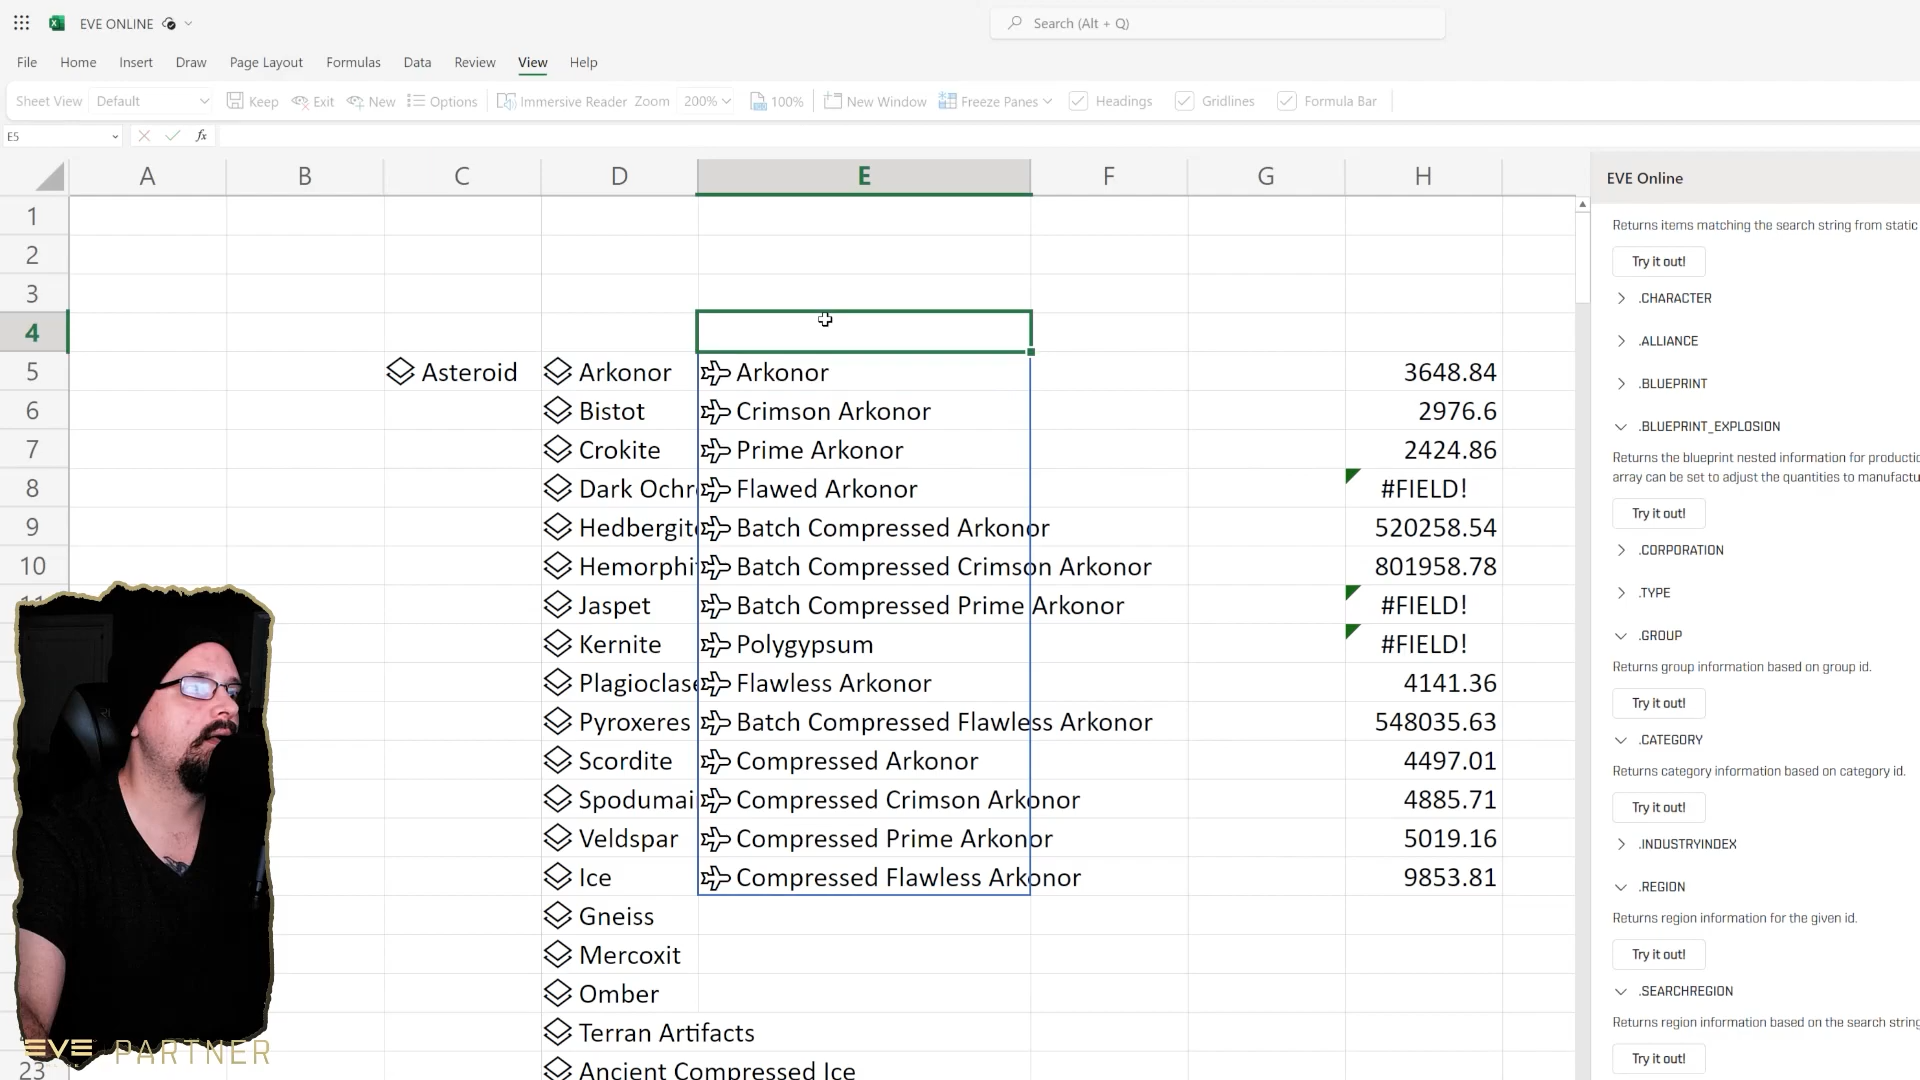 EVE ONLINE
Search (Alt + Q)
File Home Insert Draw Page Layout Formulas Data Review View Help
Sheet View Default Keep Exit New Options Immersive Reader Zoom 200% 100% New Window Freeze Panes Headings Gridlines Formula Bar
E5 fx
A B C D E F G H
1
2
3
4
5 Asteroid Arkonor Arkonor 3648.84
6 Bistot Crimson Arkonor 2976.6
7 Crokite Prime Arkonor 2424.86
8 Dark Ochr Flawed Arkonor #FIELD!
9 Hedbergit Batch Compressed Arkonor 520258.54
10 Hemorphi Batch Compressed Crimson Arkonor 801958.78
Jaspet Batch Compressed Prime Arkonor #FIELD!
Kernite Polygypsum #FIELD!
Plagioclase Flawless Arkonor 4141.36
Pyroxeres Batch Compressed Flawless Arkonor 548035.63
Scordite Compressed Arkonor 4497.01
Spodumai Compressed Crimson Arkonor 4885.71
Veldspar Compressed Prime Arkonor 5019.16
Ice Compressed Flawless Arkonor 9853.81
Gneiss
Mercoxit
Omber
Terran Artifacts
23 Ancient Compressed Ice
EVE Online
Returns items matching the search string from static
Try it out!
.CHARACTER
.ALLIANCE
.BLUEPRINT
.BLUEPRINT_EXPLOSION
Returns the blueprint nested information for productio
array can be set to adjust the quantities to manufactu
Try it out!
.CORPORATION
.TYPE
.GROUP
Returns group information based on group id.
Try it out!
.CATEGORY
Returns category information based on category id.
Try it out!
.INDUSTRYINDEX
.REGION
Returns region information for the given id.
Try it out!
.SEARCHREGION
Returns region information based on the search string
Try it out!
EVE PARTNER